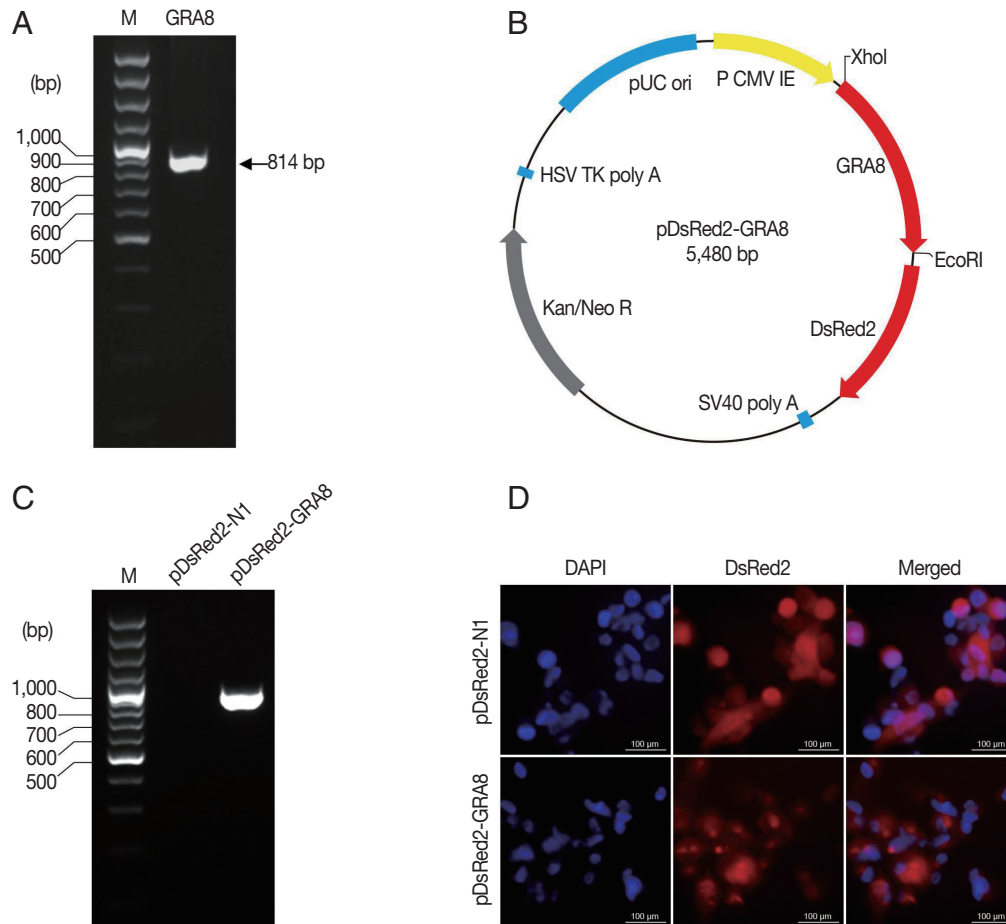 A
M
GRA8
(bp)
1,000
900
800
700
600
500
814 bp
B
P CMV IE
XhoI
GRA8
EcoRI
DsRed2
SV40 poly A
Kan/Neo R
HSV TK poly A
pUC ori
pDsRed2-GRA8
5,480 bp
C
M
pDsRed2-N1
pDsRed2-GRA8
(bp)
1,000
800
700
600
500
D
DAPI
DsRed2
Merged
pDsRed2-N1
100 µm
100 µm
100 µm
pDsRed2-GRA8
100 µm
100 µm
100 µm